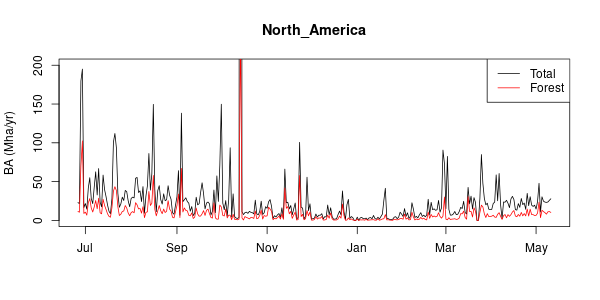 North_America
BA (Mha/yr)
200
150
100
50
0
Total
Forest
Jul
Sep
Nov
Jan
Mar
May